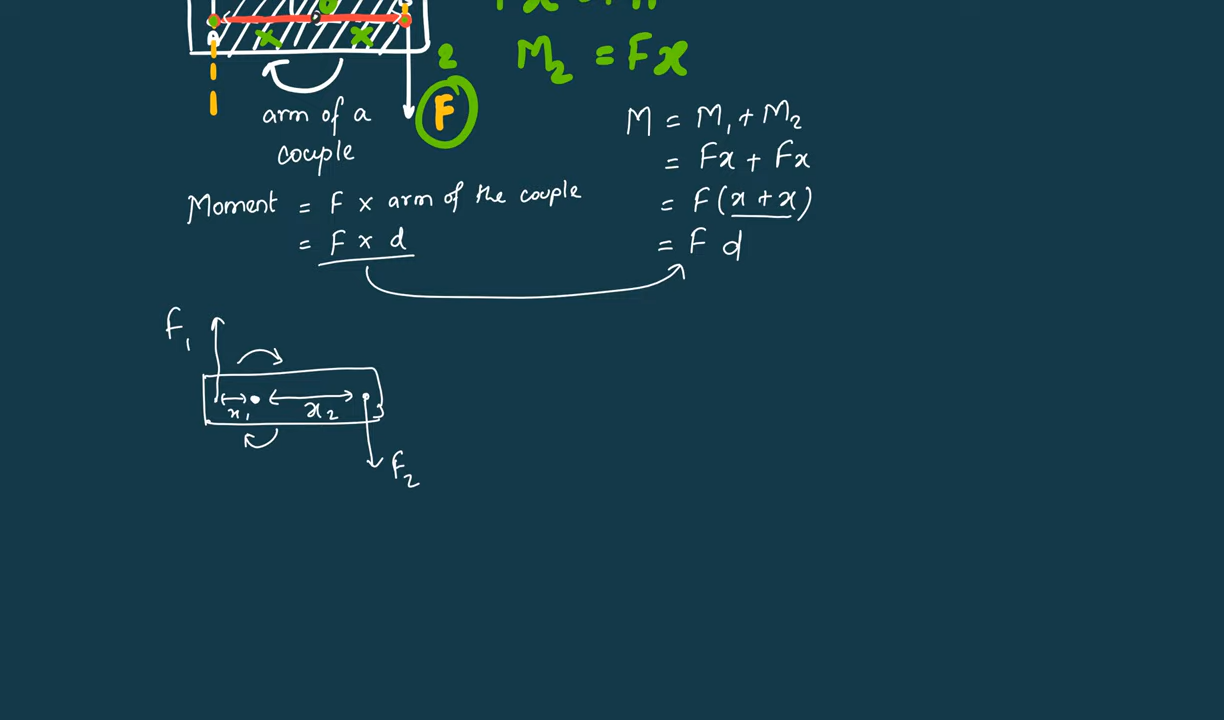 x x
2 M₂ = Fx
F
arm of a
couple
M = M₁ + M₂
= Fx + Fx
Moment = F × arm of the couple
= F (x + x)
= F × d
= F d
F₁
x₁ x₂
F₂